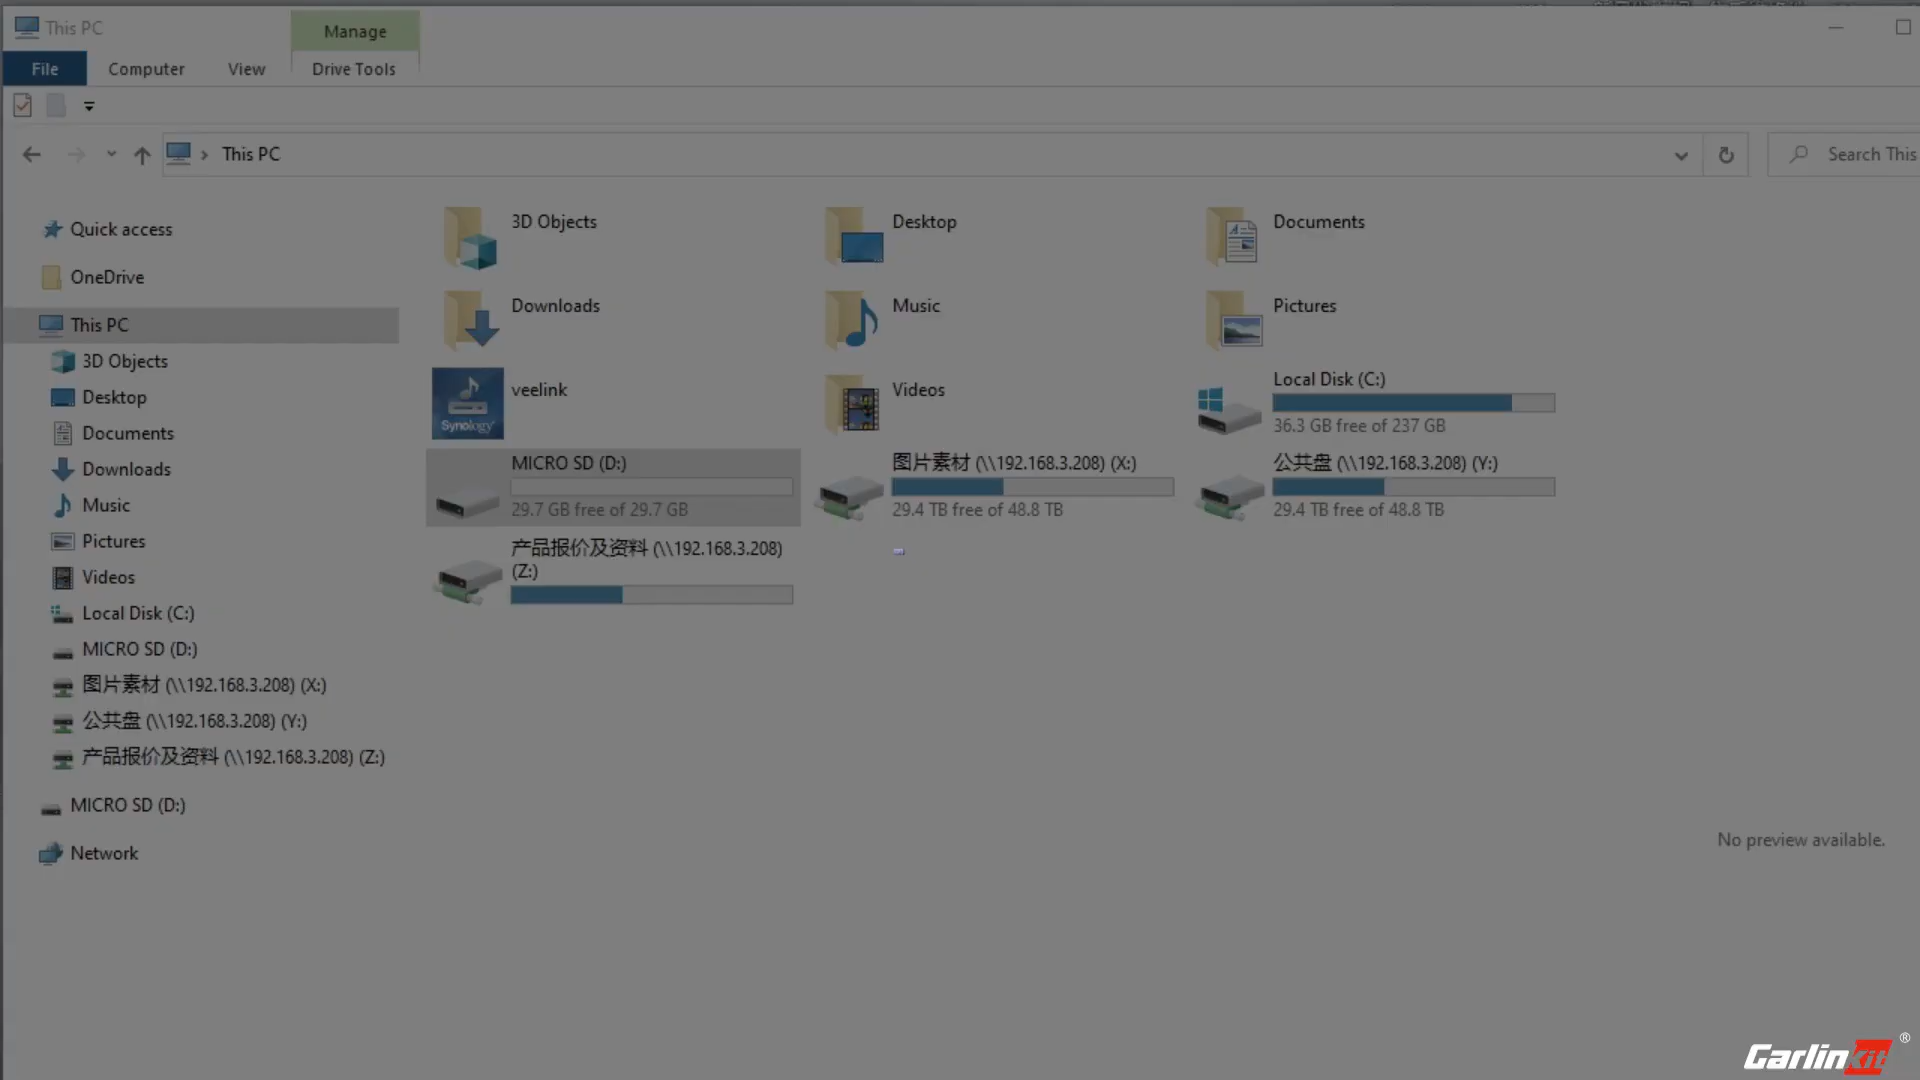 This PC
Manage
File
Computer
View
Drive Tools
This PC
Search This
Quick access
OneDrive
This PC
3D Objects
Desktop
Documents
Downloads
Music
Pictures
Videos
Local Disk (C:)
MICRO SD (D:)
图片素材 (\\192.168.3.208) (X:)
公共盘 (\\192.168.3.208) (Y:)
产品报价及资料 (\\192.168.3.208) (Z:)
MICRO SD (D:)
Network
3D Objects
Desktop
Documents
Downloads
Music
Pictures
Synology
veelink
Videos
Local Disk (C:)
36.3 GB free of 237 GB
MICRO SD (D:)
29.7 GB free of 29.7 GB
图片素材 (\\192.168.3.208) (X:)
29.4 TB free of 48.8 TB
公共盘 (\\192.168.3.208) (Y:)
29.4 TB free of 48.8 TB
产品报价及资料 (\\192.168.3.208)
(Z:)
No preview available.
Carlinkit®